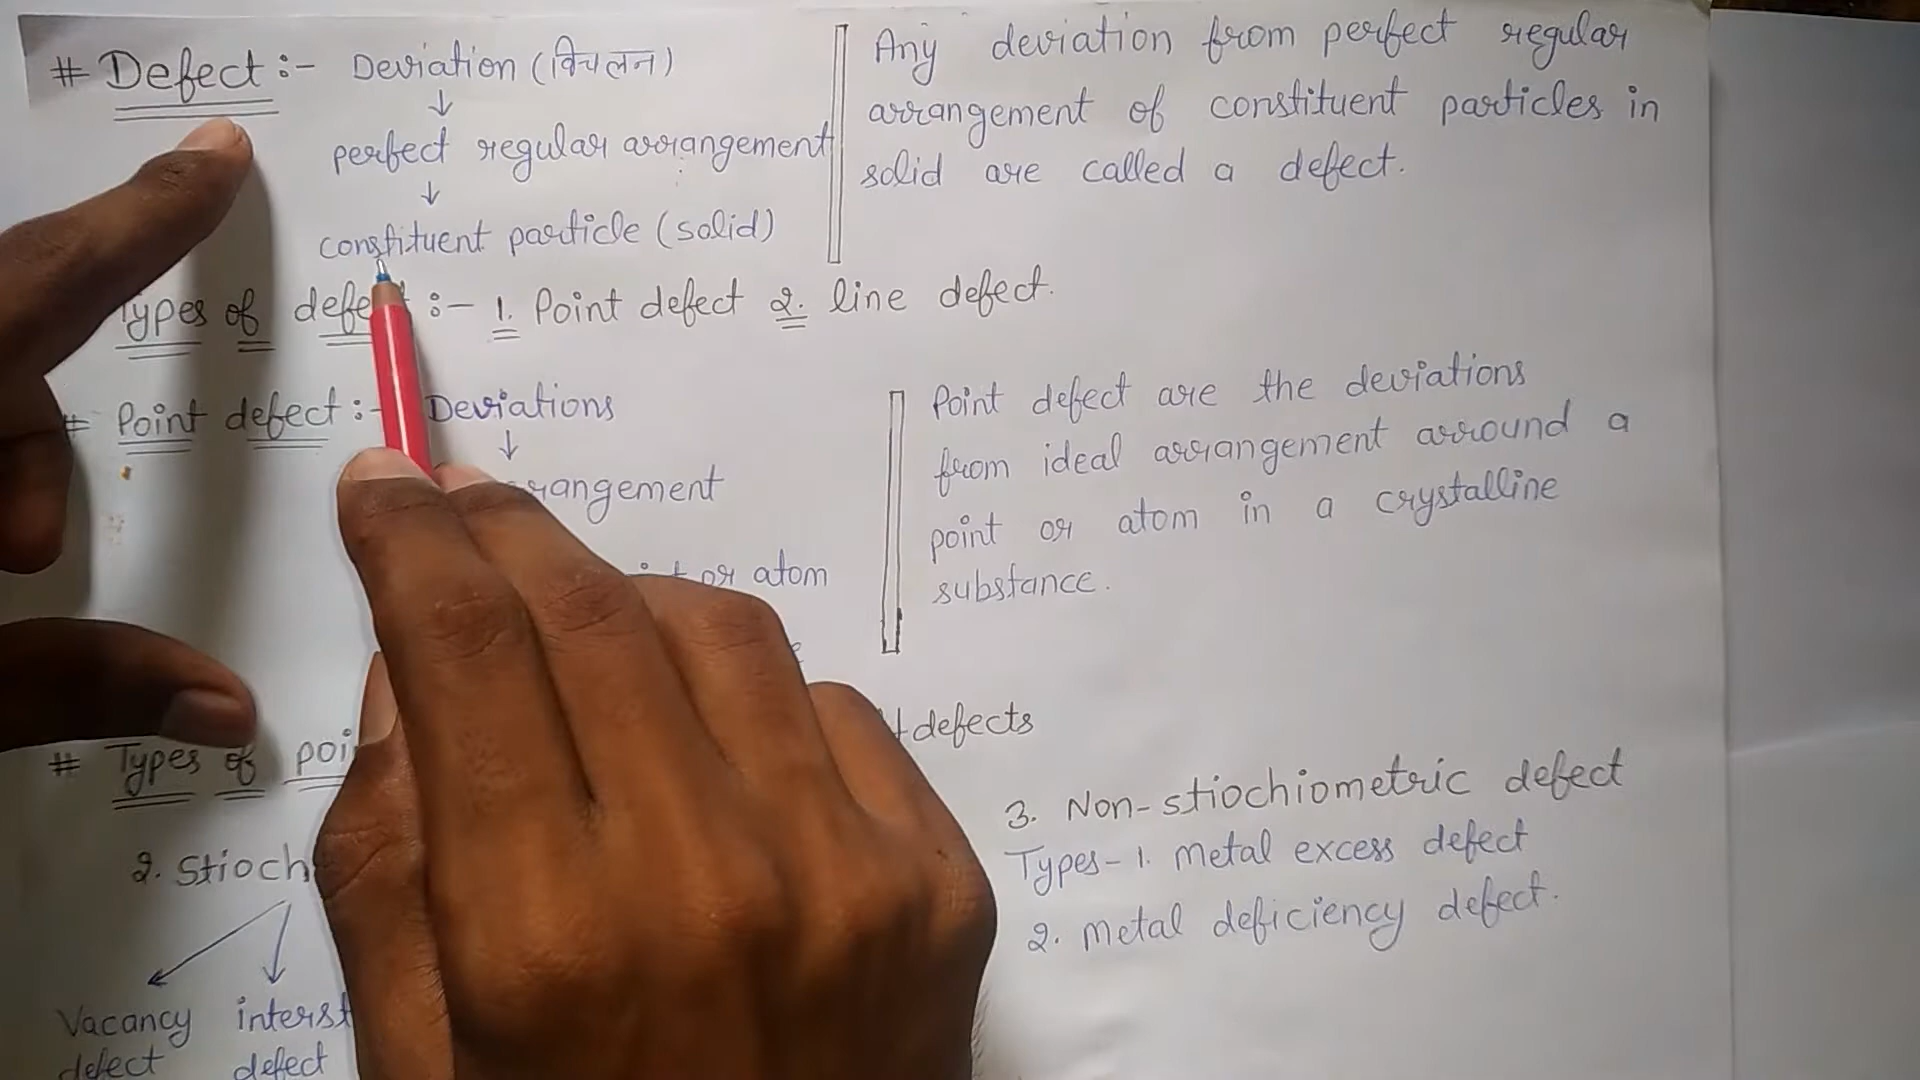 # Defect :- Deviation (विचलन)
↓
perfect regular arrangement
↓
constituent particle (solid)
Any deviation from perfect regular
arrangement of constituent particles in
solid are called a defect.
Types of :- 1. Point defect 2. line defect.
# Point defect :- Deviations
↓
or atom
Point defect are the deviations
from ideal arrangement arround a
point or atom in a crystalline
substance.
# Types of defects
2.
Vacancy
defect defect
3. Non-stiochiometric defect
Types- 1. Metal excess defect
2. Metal deficiency defect.